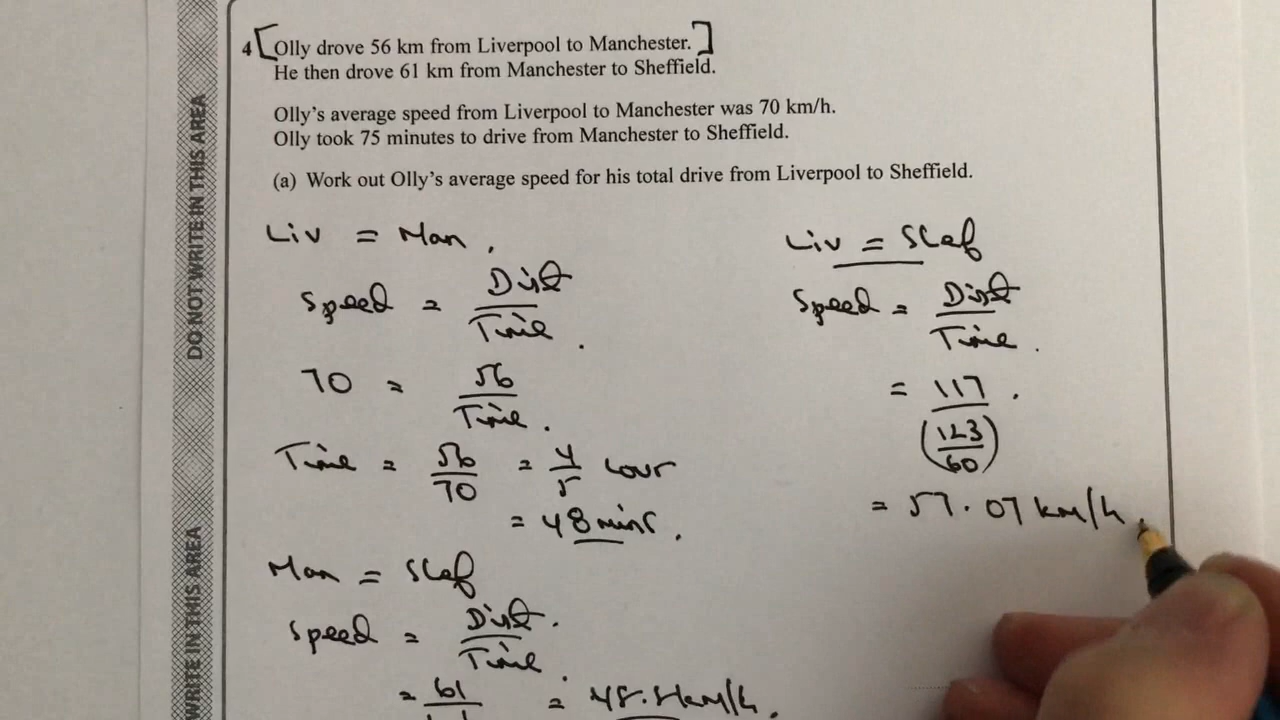 4 [Olly drove 56 km from Liverpool to Manchester.]
He then drove 61 km from Manchester to Sheffield.
Olly's average speed from Liverpool to Manchester was 70 km/h.
Olly took 75 minutes to drive from Manchester to Sheffield.
(a) Work out Olly's average speed for his total drive from Liverpool to Sheffield.
Liv = Man.
Speed = Dist
Time.
70 = 56
Time.
Time = 56 = 4 hour
70 5
= 48 mins.
Man = Shef
Speed = Dist.
Time.
= 61 = 48.8 km/h.
Liv = Shef
Speed = Dist
Time.
= 117.
(123
60)
= 57.07 km/h.
DO NOT WRITE IN THIS AREA
WRITE IN THIS AREA